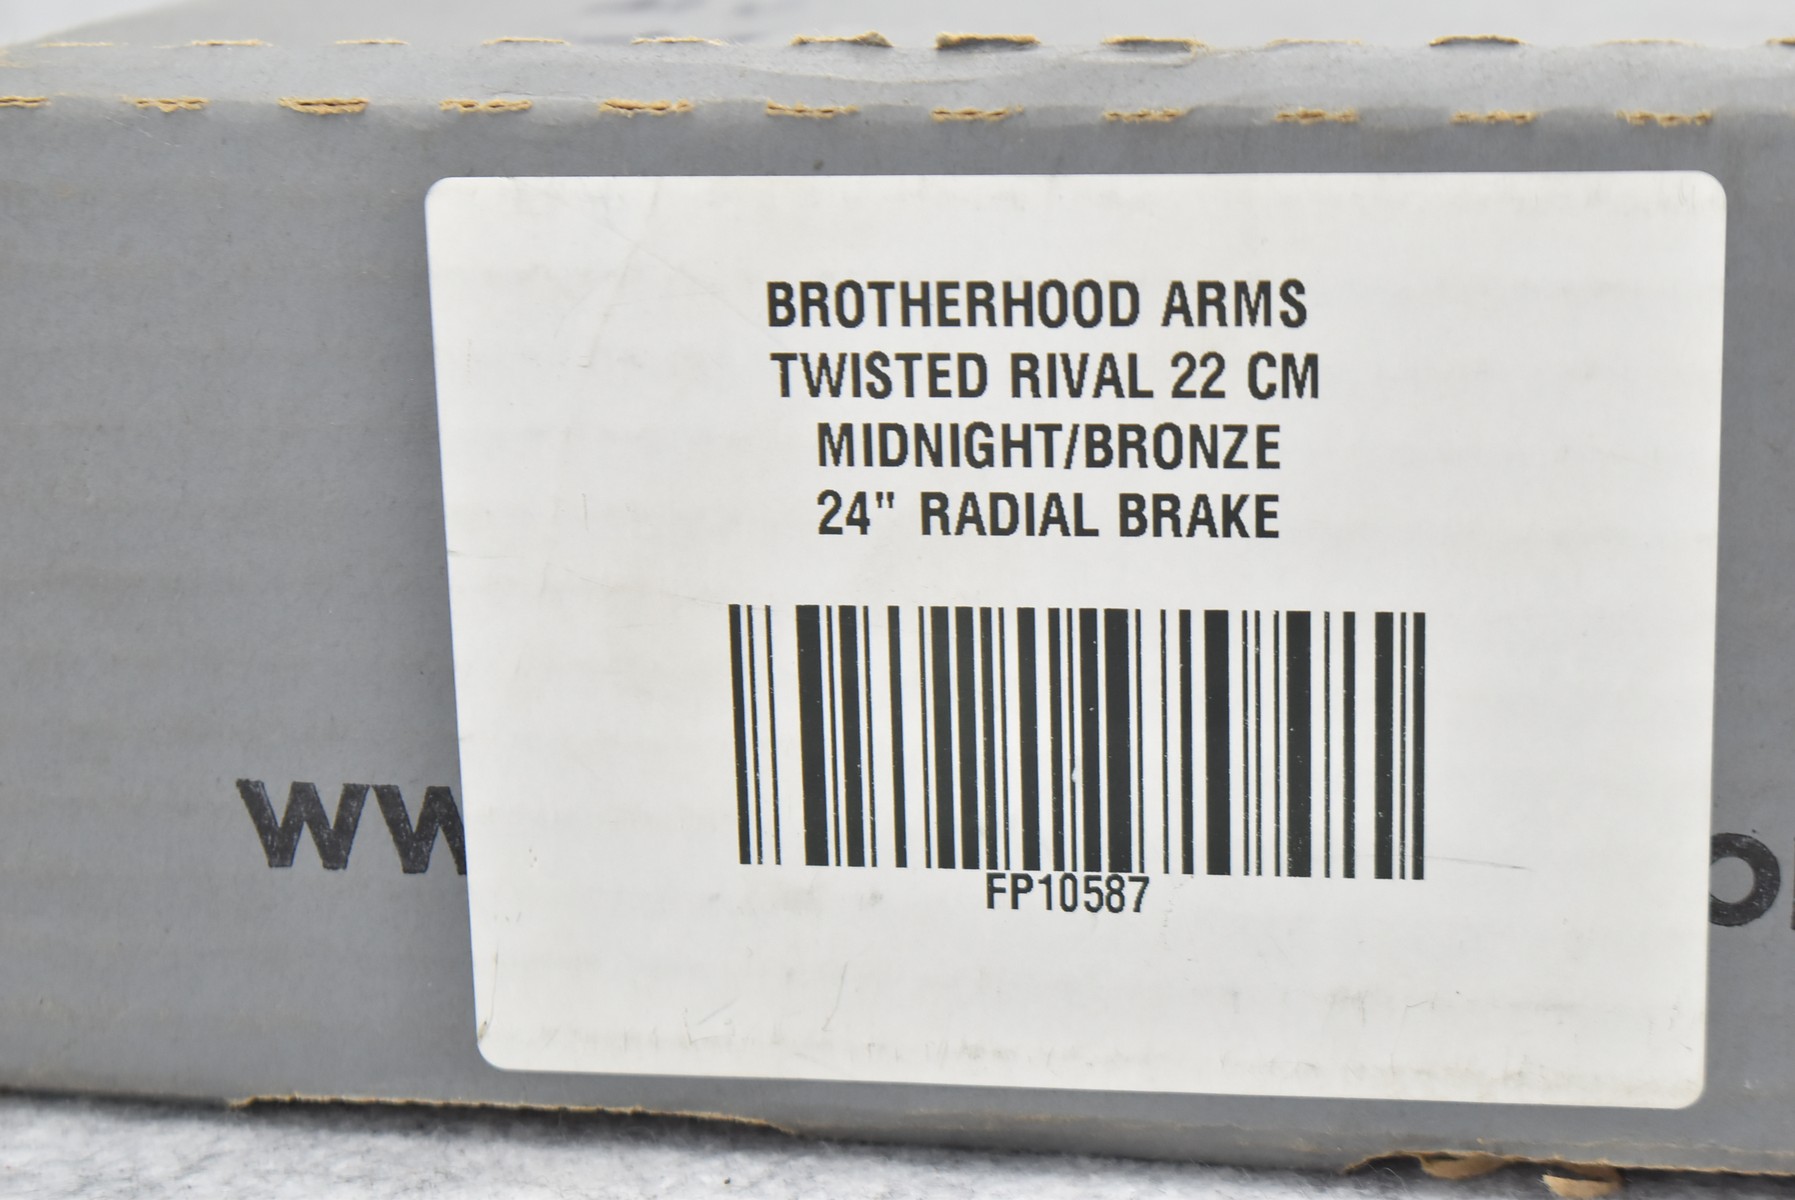 BROTHERHOOD ARMS
TWISTED RIVAL 22 CM
MIDNIGHT/BRONZE
24" RADIAL BRAKE
FP10587